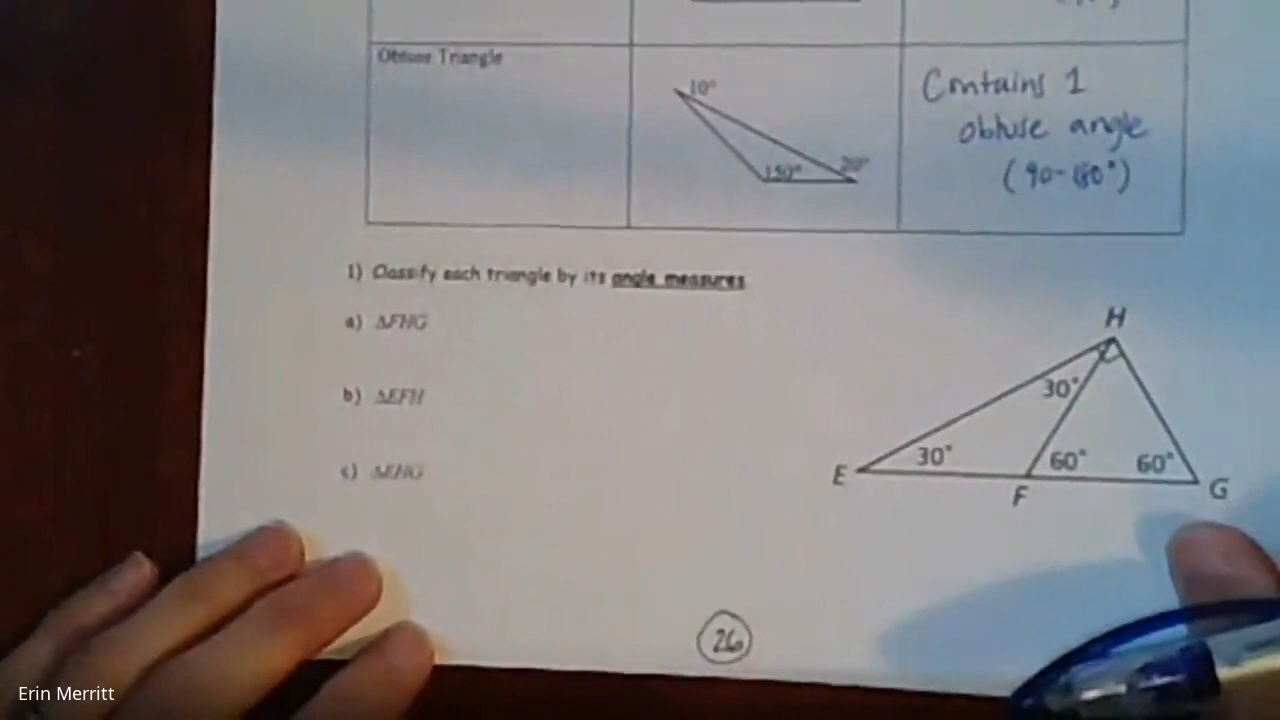 Obtuse Triangle
10°
150°
20°
Contains 1
obtuse angle
(90-180°)
1) Classify each triangle by its angle measures.
a) ΔFHG
b) ΔEFH
c) ΔEHG
H
30°
30°
60°
60°
E
F
G
26
Erin Merritt